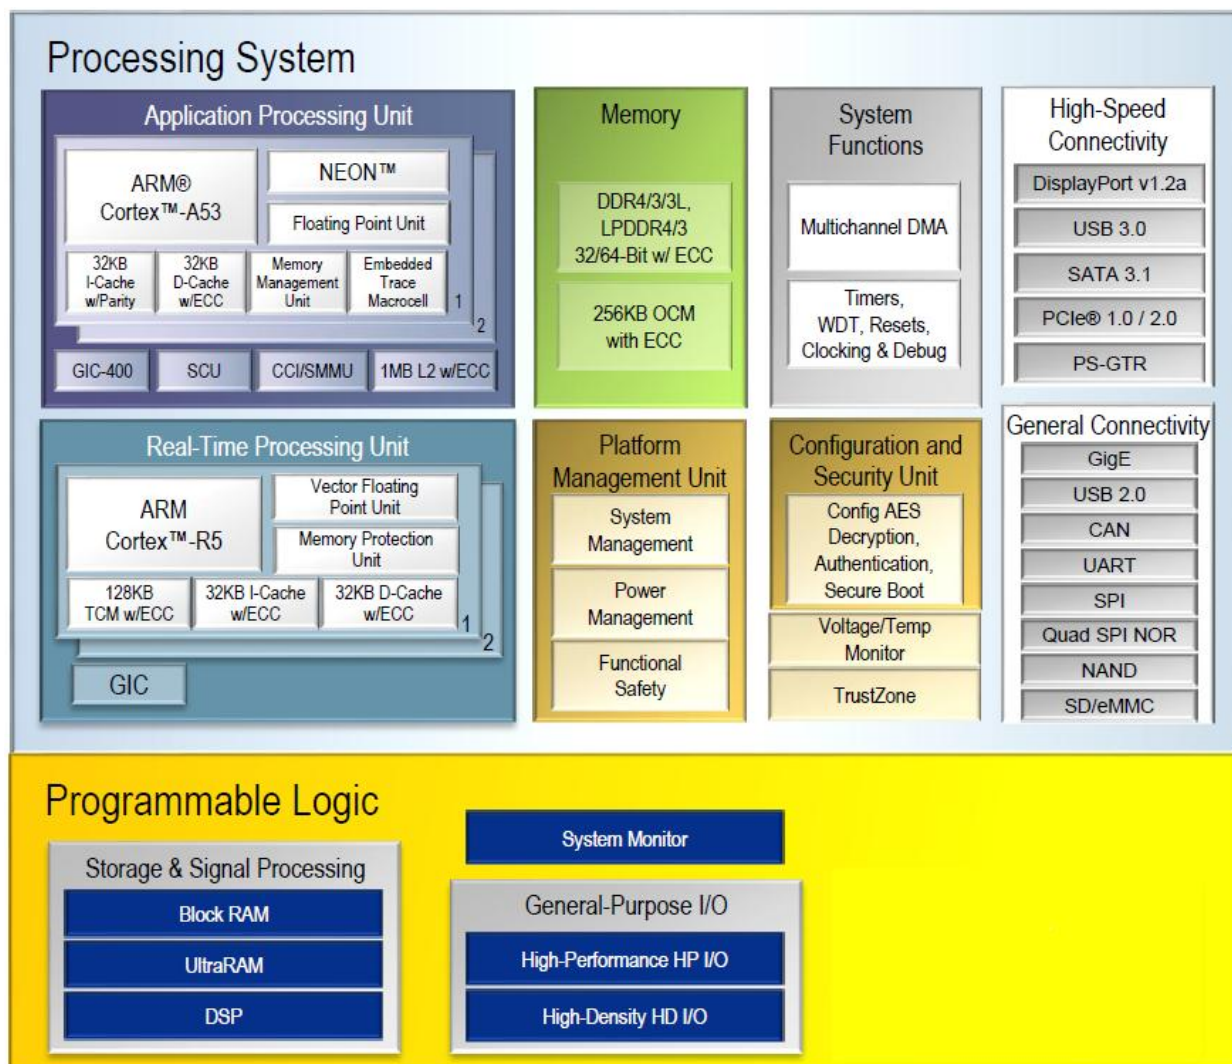 Processing System
Application Processing Unit
ARM®
Cortex™-A53
NEON™
Floating Point Unit
32KB
I-Cache
w/Parity
32KB
D-Cache
w/ECC
Memory
Management
Unit
Embedded
Trace
Macrocell
1
2
GIC-400
SCU
CCI/SMMU
1MB L2 w/ECC
Memory
DDR4/3/3L,
LPDDR4/3
32/64-Bit w/ ECC
256KB OCM
with ECC
System
Functions
Multichannel DMA
Timers,
WDT, Resets,
Clocking & Debug
High-Speed
Connectivity
DisplayPort v1.2a
USB 3.0
SATA 3.1
PCIe® 1.0 / 2.0
PS-GTR
Real-Time Processing Unit
ARM
Cortex™-R5
Vector Floating
Point Unit
Memory Protection
Unit
128KB
TCM w/ECC
32KB I-Cache
w/ECC
32KB D-Cache
w/ECC
1
2
GIC
Platform
Management Unit
System
Management
Power
Management
Functional
Safety
Configuration and
Security Unit
Config AES
Decryption,
Authentication,
Secure Boot
Voltage/Temp
Monitor
TrustZone
General Connectivity
GigE
USB 2.0
CAN
UART
SPI
Quad SPI NOR
NAND
SD/eMMC
Programmable Logic
Storage & Signal Processing
Block RAM
UltraRAM
DSP
System Monitor
General-Purpose I/O
High-Performance HP I/O
High-Density HD I/O